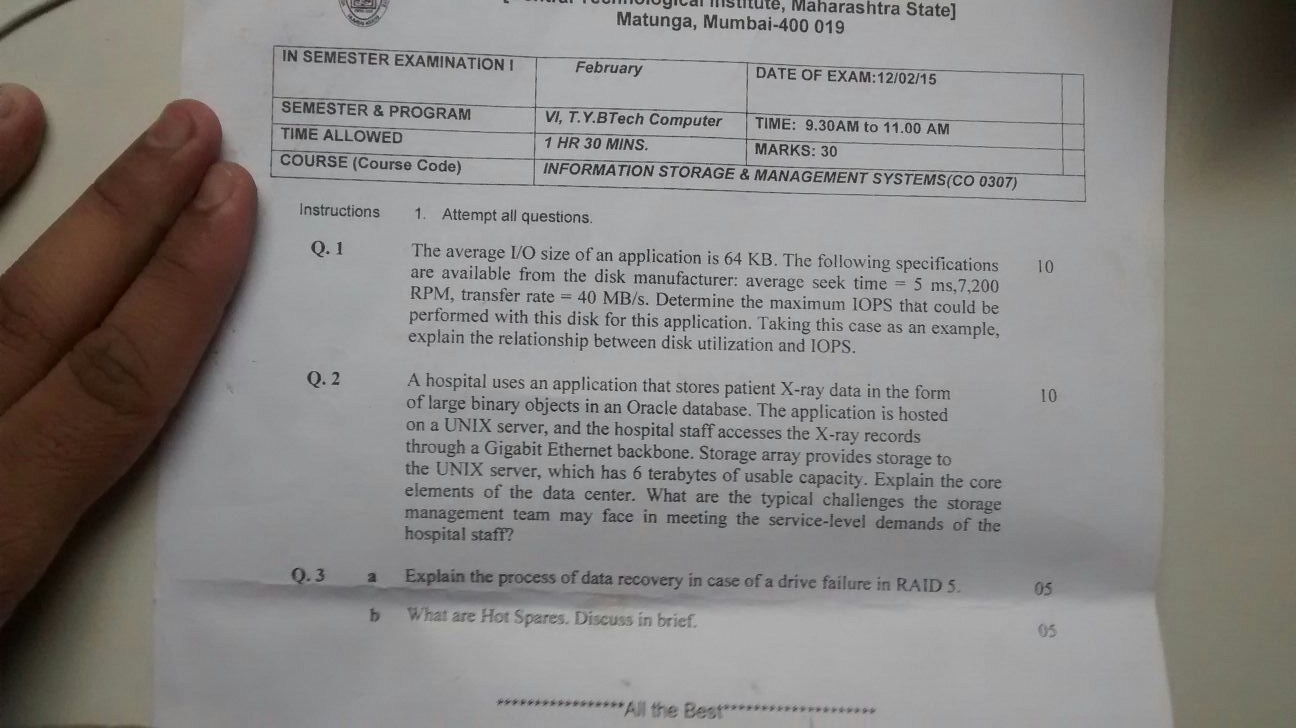 Institute, Maharashtra State]
Matunga, Mumbai-400 019
IN SEMESTER EXAMINATION I February DATE OF EXAM:12/02/15
SEMESTER & PROGRAM VI, T.Y.BTech Computer TIME: 9.30AM to 11.00 AM
TIME ALLOWED 1 HR 30 MINS. MARKS: 30
COURSE (Course Code) INFORMATION STORAGE & MANAGEMENT SYSTEMS(CO 0307)
Instructions 1. Attempt all questions.
Q. 1 The average I/O size of an application is 64 KB. The following specifications 10
are available from the disk manufacturer: average seek time = 5 ms,7,200
RPM, transfer rate = 40 MB/s. Determine the maximum IOPS that could be
performed with this disk for this application. Taking this case as an example,
explain the relationship between disk utilization and IOPS.
Q. 2 A hospital uses an application that stores patient X-ray data in the form 10
of large binary objects in an Oracle database. The application is hosted
on a UNIX server, and the hospital staff accesses the X-ray records
through a Gigabit Ethernet backbone. Storage array provides storage to
the UNIX server, which has 6 terabytes of usable capacity. Explain the core
elements of the data center. What are the typical challenges the storage
management team may face in meeting the service-level demands of the
hospital staff?
Q. 3 a Explain the process of data recovery in case of a drive failure in RAID 5. 05
b What are Hot Spares. Discuss in brief. 05
******************All the Best**********************